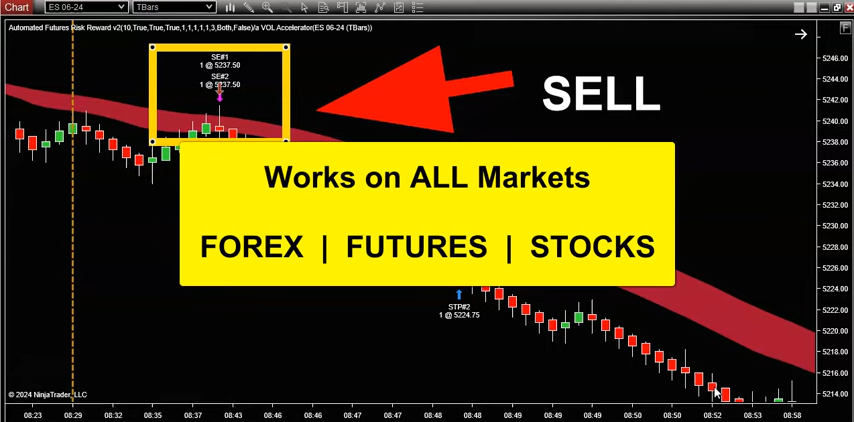 Chart
ES 06-24
TBars
Automated Futures Risk Reward v2(10,True,True,True,1,1,1,1,1,3,Both,False)/a VOL Accelerator(ES 06-24 (TBars))
F
SE#1
1 @ 5237.50
SE#2
1 @ 5237.50
SELL
Works on ALL Markets
FOREX | FUTURES | STOCKS
STP#2
1 @ 5224.75
5246.00
5244.00
5242.00
5240.00
5238.00
5236.00
5234.00
5232.00
5230.00
5228.00
5226.00
5224.00
5222.00
5220.00
5218.00
5216.00
5214.00
© 2024 NinjaTrader, LLC
08:23 08:29 08:32 08:35 08:37 08:43 08:45 08:46 08:47 08:48 08:48 08:48 08:49 08:49 08:50 08:52 08:53 08:58